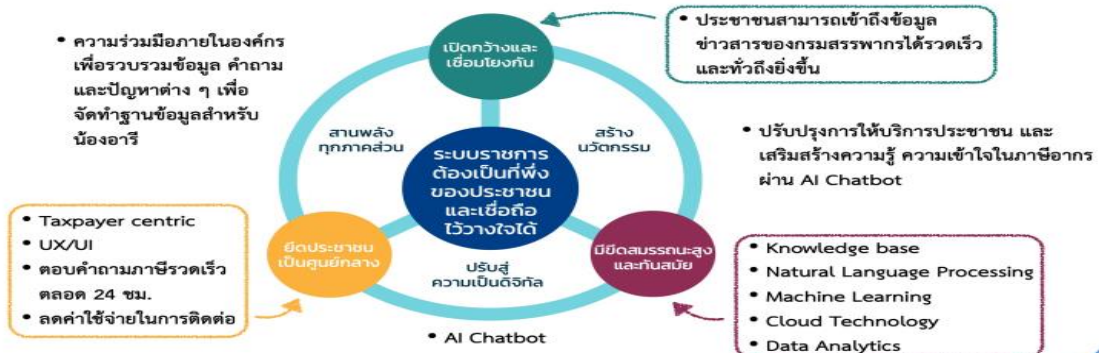 • ความร่วมมือภายในองค์กร
เพื่อรวบรวมข้อมูล คำถาม
และปัญหาต่าง ๆ เพื่อ
จัดทำฐานข้อมูลสำหรับ
น้องอารี
เปิดกว้างและ
เชื่อมโยงกัน
• ประชาชนสามารถเข้าถึงข้อมูล
ข่าวสารของกรมสรรพากรได้รวดเร็ว
และทั่วถึงยิ่งขึ้น
สานพลัง
ทุกภาคส่วน
สร้าง
นวัตกรรม
ระบบราชการ
ต้องเป็นที่พึ่ง
ของประชาชน
และเชื่อถือ
ไว้วางใจได้
• ปรับปรุงการให้บริการประชาชน และ
เสริมสร้างความรู้ ความเข้าใจในภาษีอากร
ผ่าน AI Chatbot
• Taxpayer centric
• UX/UI
• ตอบคำถามภาษีรวดเร็ว
ตลอด 24 ชม.
• ลดค่าใช้จ่ายในการติดต่อ
ยึดประชาชน
เป็นศูนย์กลาง
ปรับสู่
ความเป็นดิจิทัล
• AI Chatbot
มีขีดสมรรถนะสูง
และทันสมัย
• Knowledge base
• Natural Language Processing
• Machine Learning
• Cloud Technology
• Data Analytics